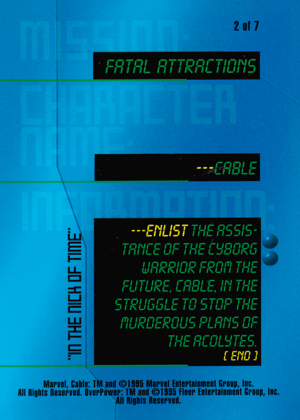 2 of 7
MISSION:
FATAL ATTRACTIONS
CHARACTER
NAME:
---CABLE
INFORMATION:
---ENLIST THE ASSIS-
TANCE OF THE CYBORG
WARRIOR FROM THE
FUTURE, CABLE, IN THE
STRUGGLE TO STOP THE
MURDEROUS PLANS OF
THE ACOLYTES.
[ END ]
"IN THE NICK OF TIME"
Marvel, Cable: TM and ©1995 Marvel Entertainment Group, Inc.
All Rights Reserved. OverPower: TM and ©1995 Fleer Entertainment Group, Inc.
All Rights Reserved.